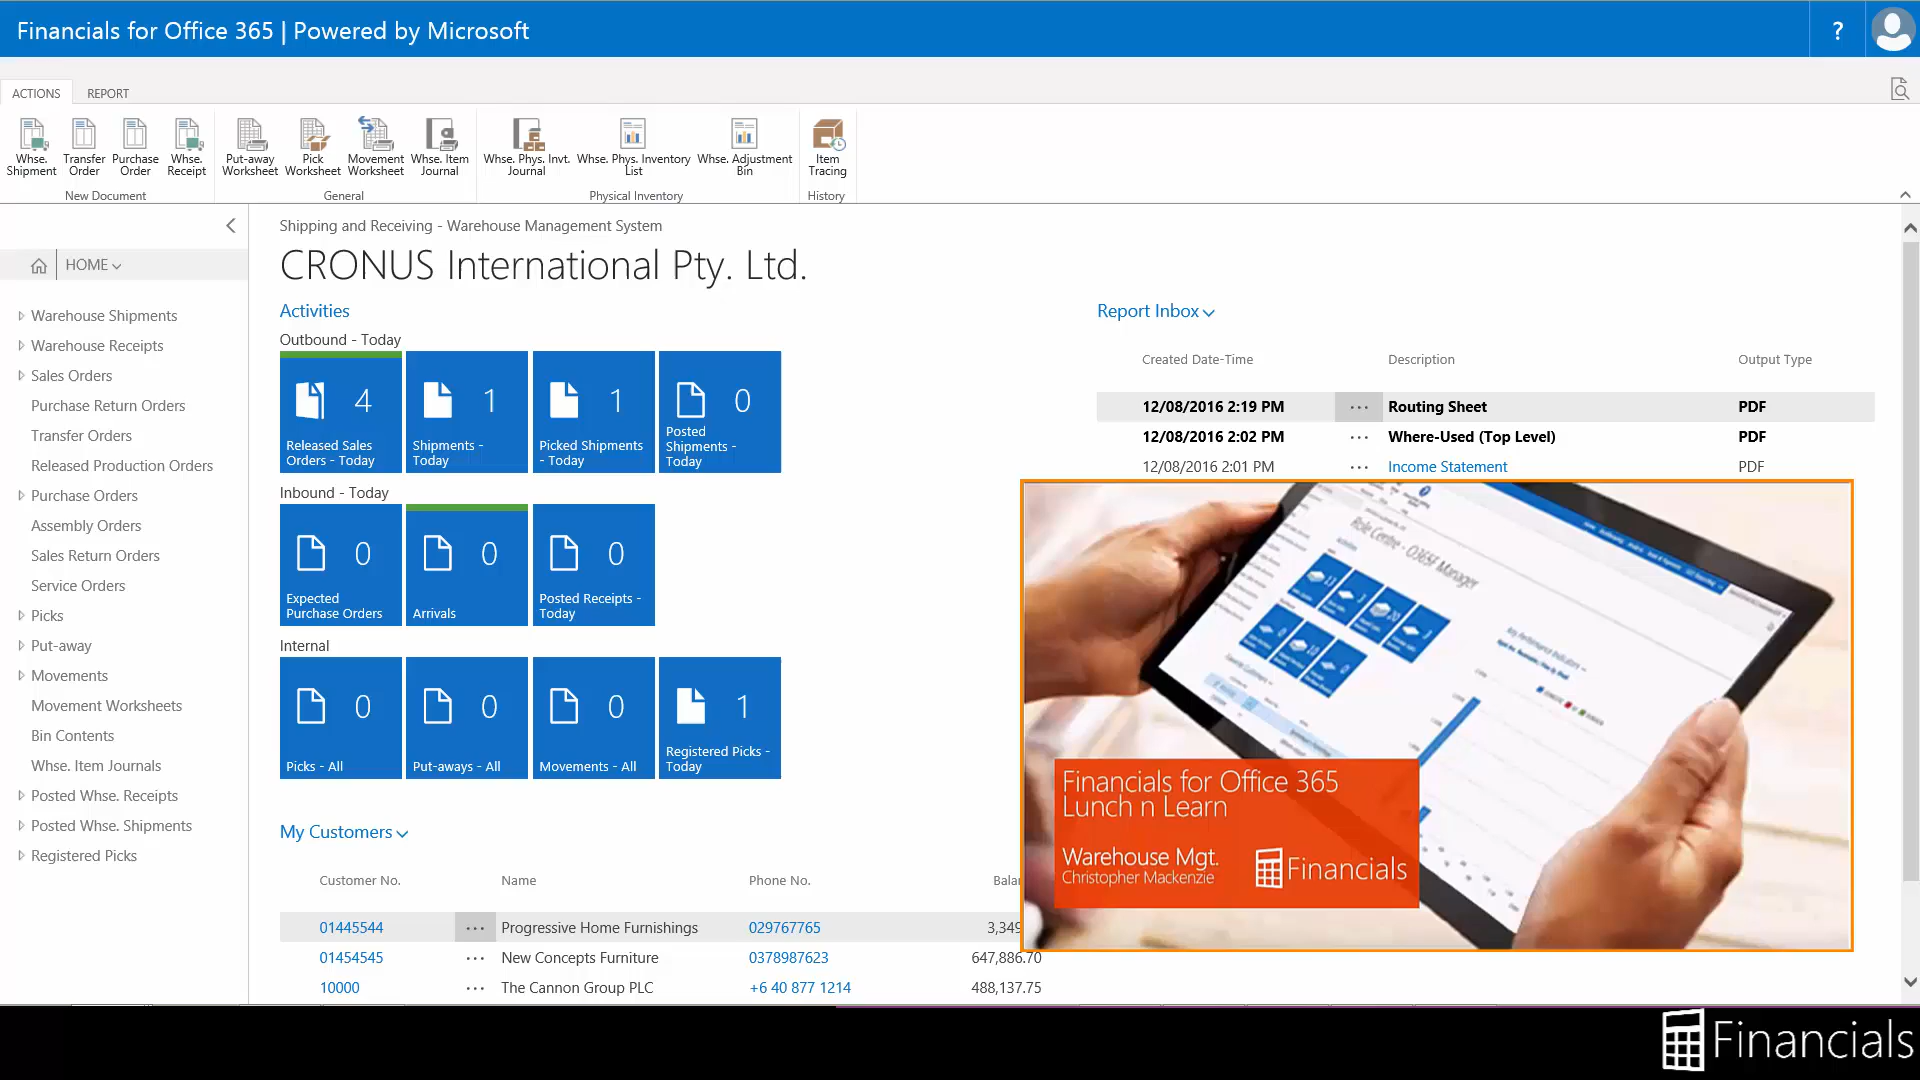 Financials for Office 365 | Powered by Microsoft
?
ACTIONS
REPORT
Whse. Shipment
Transfer Order
Purchase Order
Whse. Receipt
Put-away Worksheet
Pick Worksheet
Movement Worksheet
Whse. Item Journal
Whse. Phys. Invt. Journal
Whse. Phys. Inventory List
Whse. Adjustment Bin
Item Tracing
New Document
General
Physical Inventory
History
HOME
Warehouse Shipments
Warehouse Receipts
Sales Orders
Purchase Return Orders
Transfer Orders
Released Production Orders
Purchase Orders
Assembly Orders
Sales Return Orders
Service Orders
Picks
Put-away
Movements
Movement Worksheets
Bin Contents
Whse. Item Journals
Posted Whse. Receipts
Posted Whse. Shipments
Registered Picks
Shipping and Receiving - Warehouse Management System
CRONUS International Pty. Ltd.
Activities
Outbound - Today
4
Released Sales
Orders - Today
1
Shipments -
Today
1
Picked Shipments
- Today
0
Posted
Shipments -
Today
Inbound - Today
0
Expected
Purchase Orders
0
Arrivals
0
Posted Receipts -
Today
Internal
0
Picks - All
0
Put-aways - All
0
Movements - All
1
Registered Picks -
Today
My Customers
Customer No. Name Phone No. Balan
01445544 ··· Progressive Home Furnishings 029767765 3,349
01454545 ··· New Concepts Furniture 0378987623 647,886.70
10000 ··· The Cannon Group PLC +6 40 877 1214 488,137.75
Report Inbox
Created Date-Time Description Output Type
12/08/2016 2:19 PM ··· Routing Sheet PDF
12/08/2016 2:02 PM ··· Where-Used (Top Level) PDF
12/08/2016 2:01 PM ··· Income Statement PDF
Role Centre - O365F Manager
Financials for Office 365
Lunch n Learn
Warehouse Mgt.
Christopher Mackenzie
Financials
Financials